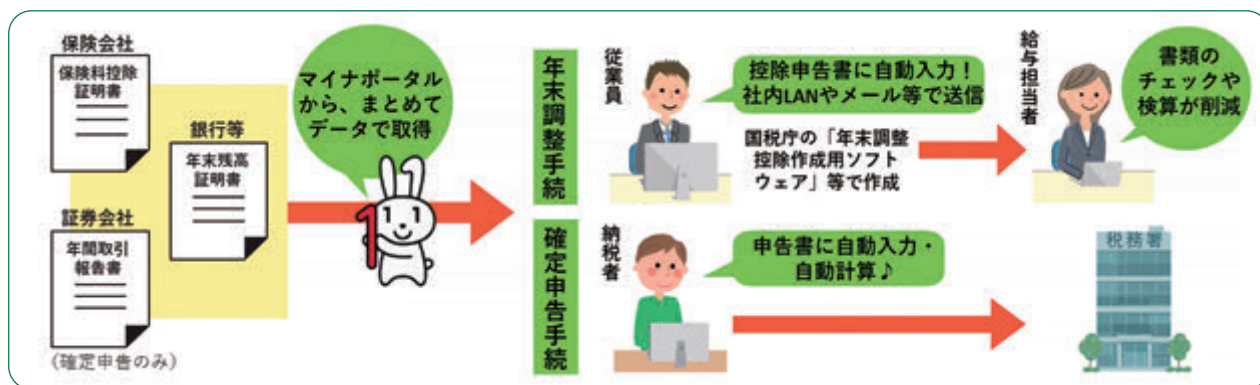 保険会社
保険料控除
証明書
銀行等
年末残高
証明書
証券会社
年間取引
報告書
(確定申告のみ)
マイナポータル
から、まとめて
データで取得
1
年末調整手続
従業員
控除申告書に自動入力！
社内LANやメール等で送信
国税庁の「年末調整
控除作成用ソフト
ウェア」等で作成
給与担当者
書類の
チェックや
検算が削減
確定申告手続
納税者
申告書に自動入力・
自動計算♪
税務署